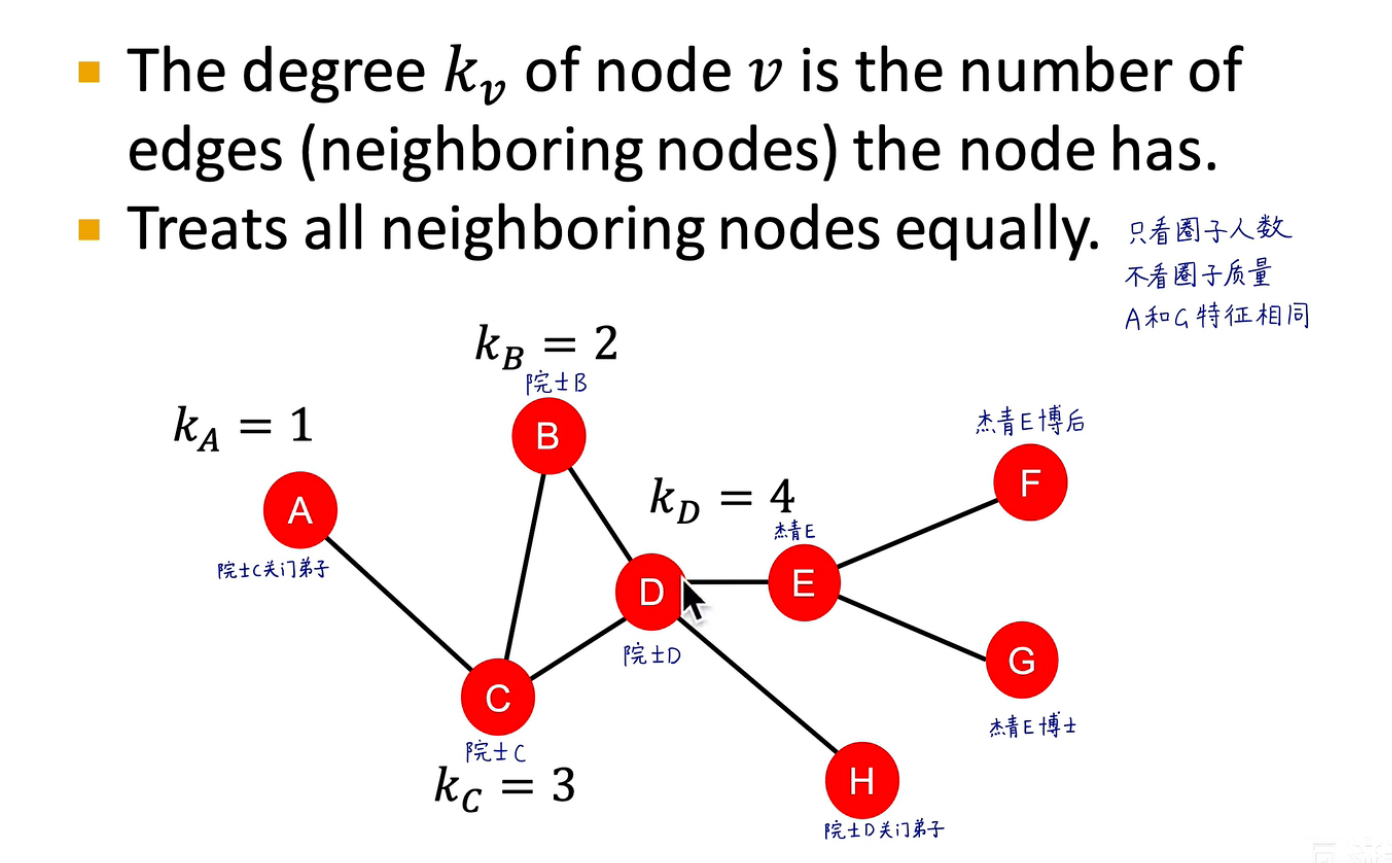 The degree k_v of node v is the number of
edges (neighboring nodes) the node has.
Treats all neighboring nodes equally.
只看圈子人数
不看圈子质量
A和G特征相同
k_B = 2
院士B
k_A = 1
杰青E博后
B
F
k_D = 4
A
杰青E
院士C关门弟子
D
E
院士D
G
C
杰青E博士
院士C
k_C = 3
H
院士D关门弟子